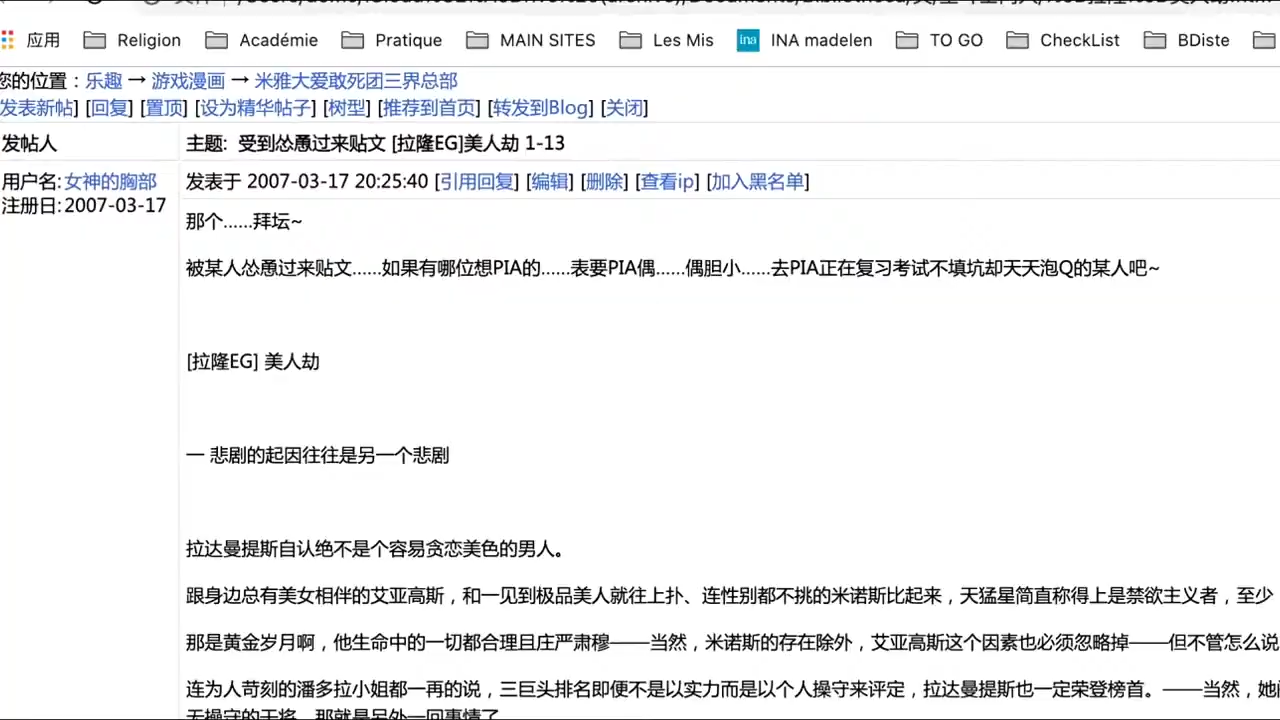 应用 Religion Académie Pratique MAIN SITES Les Mis ina INA madelen TO GO CheckList BDiste
您的位置：乐趣 → 游戏漫画 → 米雅大爱敢死团三界总部
发表新帖] [回复] [置顶] [设为精华帖子] [树型] [推荐到首页] [转发到Blog] [关闭]
发帖人 主题: 受到怂恿过来贴文 [拉隆EG]美人劫 1-13
用户名:女神的胸部 发表于 2007-03-17 20:25:40 [引用回复] [编辑] [删除] [查看ip] [加入黑名单]
注册日:2007-03-17
那个……拜坛~
被某人怂恿过来贴文……如果有哪位想PIA的……表要PIA偶……偶胆小……去PIA正在复习考试不填坑却天天泡Q的某人吧~
[拉隆EG] 美人劫
一 悲剧的起因往往是另一个悲剧
拉达曼提斯自认绝不是个容易贪恋美色的男人。
跟身边总有美女相伴的艾亚高斯，和一见到极品美人就往上扑、连性别都不挑的米诺斯比起来，天猛星简直称得上是禁欲主义者，至少
那是黄金岁月啊，他生命中的一切都合理且庄严肃穆——当然，米诺斯的存在除外，艾亚高斯这个因素也必须忽略掉——但不管怎么说
连为人苛刻的潘多拉小姐都一再的说，三巨头排名即便不是以实力而是以个人操守来评定，拉达曼提斯也一定荣登榜首。——当然，她